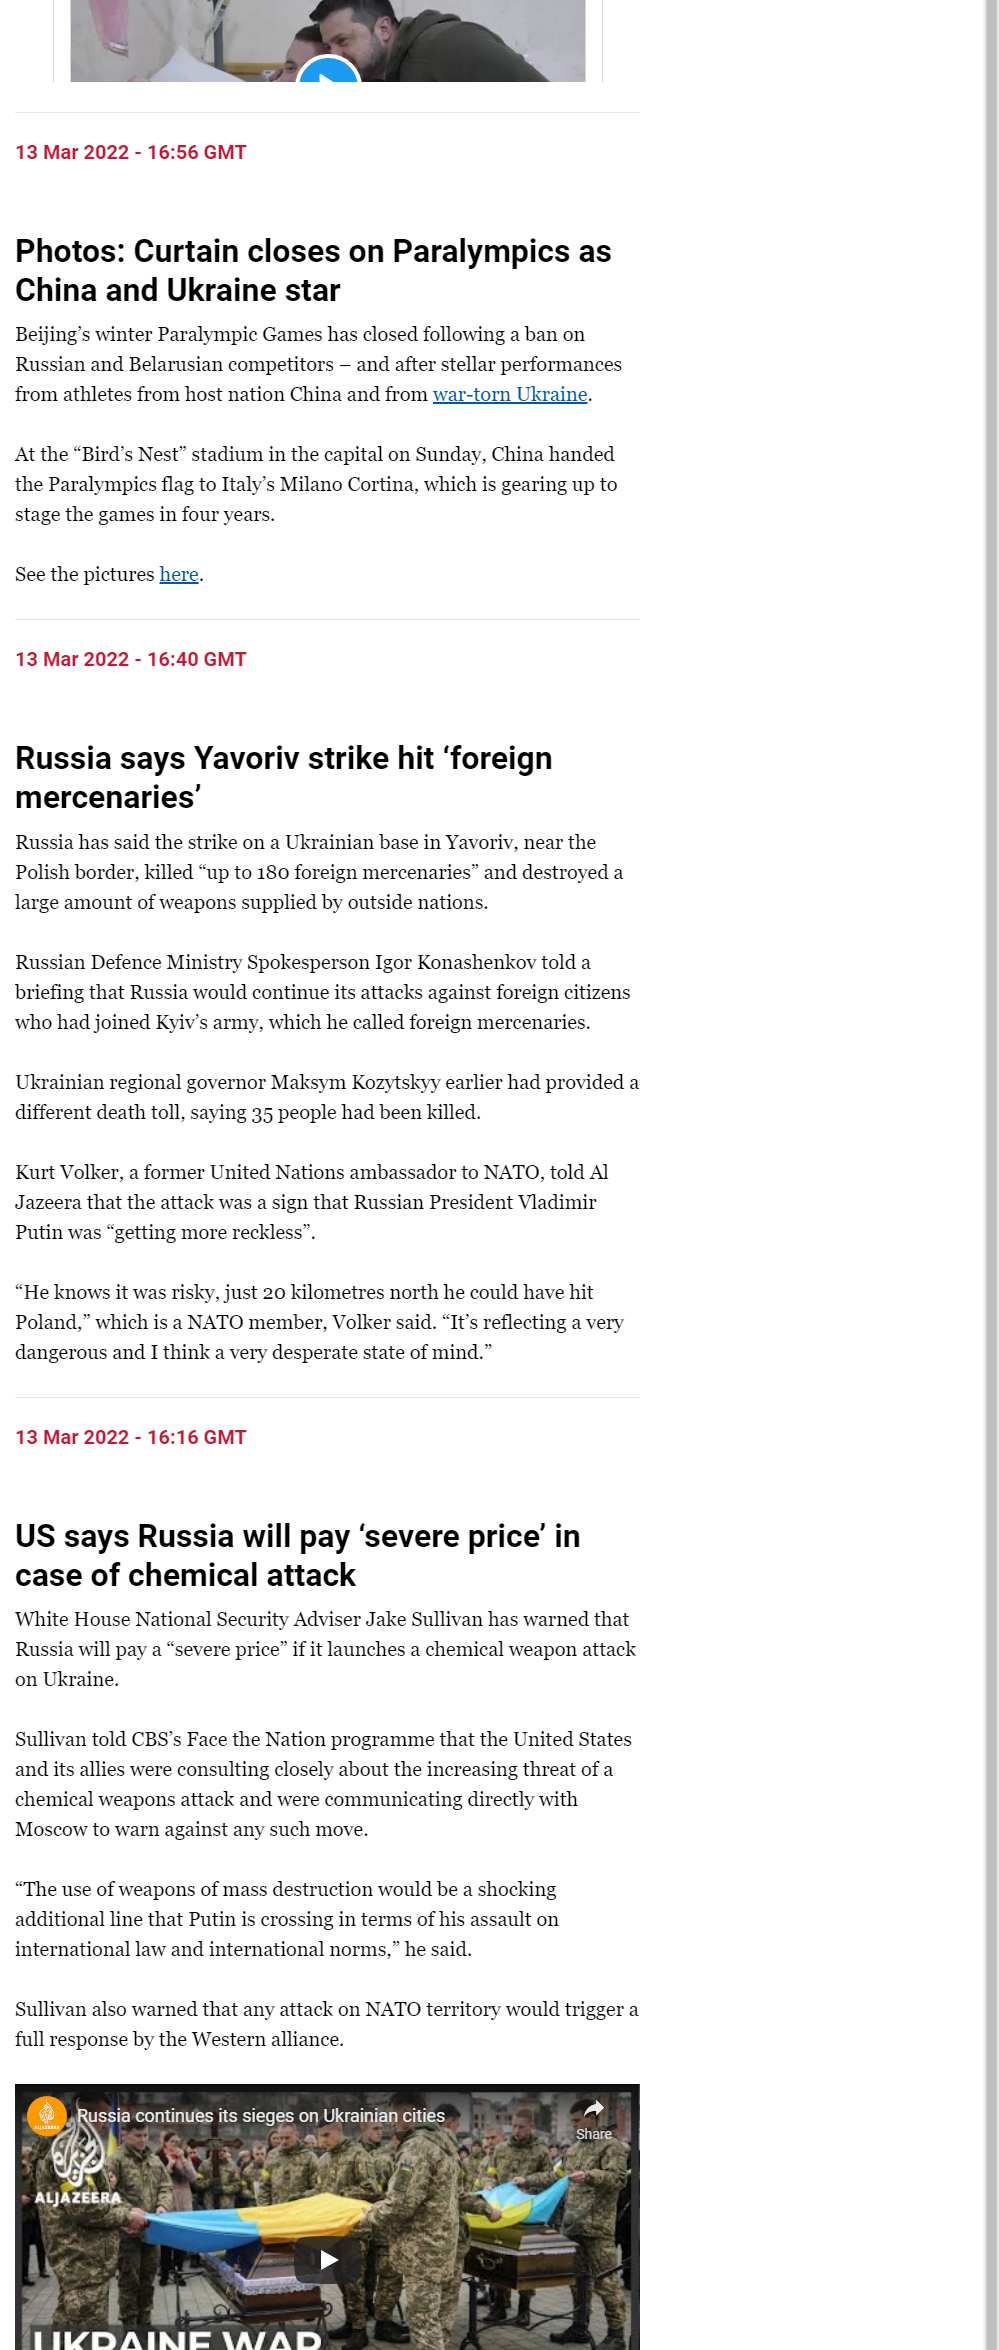 13 Mar 2022 - 16:56 GMT
Photos: Curtain closes on Paralympics as
China and Ukraine star
Beijing’s winter Paralympic Games has closed following a ban on
Russian and Belarusian competitors – and after stellar performances
from athletes from host nation China and from war-torn Ukraine.
At the “Bird’s Nest” stadium in the capital on Sunday, China handed
the Paralympics flag to Italy’s Milano Cortina, which is gearing up to
stage the games in four years.
See the pictures here.
13 Mar 2022 - 16:40 GMT
Russia says Yavoriv strike hit ‘foreign
mercenaries’
Russia has said the strike on a Ukrainian base in Yavoriv, near the
Polish border, killed “up to 180 foreign mercenaries” and destroyed a
large amount of weapons supplied by outside nations.
Russian Defence Ministry Spokesperson Igor Konashenkov told a
briefing that Russia would continue its attacks against foreign citizens
who had joined Kyiv’s army, which he called foreign mercenaries.
Ukrainian regional governor Maksym Kozytskyy earlier had provided a
different death toll, saying 35 people had been killed.
Kurt Volker, a former United Nations ambassador to NATO, told Al
Jazeera that the attack was a sign that Russian President Vladimir
Putin was “getting more reckless”.
“He knows it was risky, just 20 kilometres north he could have hit
Poland,” which is a NATO member, Volker said. “It’s reflecting a very
dangerous and I think a very desperate state of mind.”
13 Mar 2022 - 16:16 GMT
US says Russia will pay ‘severe price’ in
case of chemical attack
White House National Security Adviser Jake Sullivan has warned that
Russia will pay a “severe price” if it launches a chemical weapon attack
on Ukraine.
Sullivan told CBS’s Face the Nation programme that the United States
and its allies were consulting closely about the increasing threat of a
chemical weapons attack and were communicating directly with
Moscow to warn against any such move.
“The use of weapons of mass destruction would be a shocking
additional line that Putin is crossing in terms of his assault on
international law and international norms,” he said.
Sullivan also warned that any attack on NATO territory would trigger a
full response by the Western alliance.
Russia continues its sieges on Ukrainian cities
Share
ALJAZEERA
ALJAZEERA
UKRAINE WAR